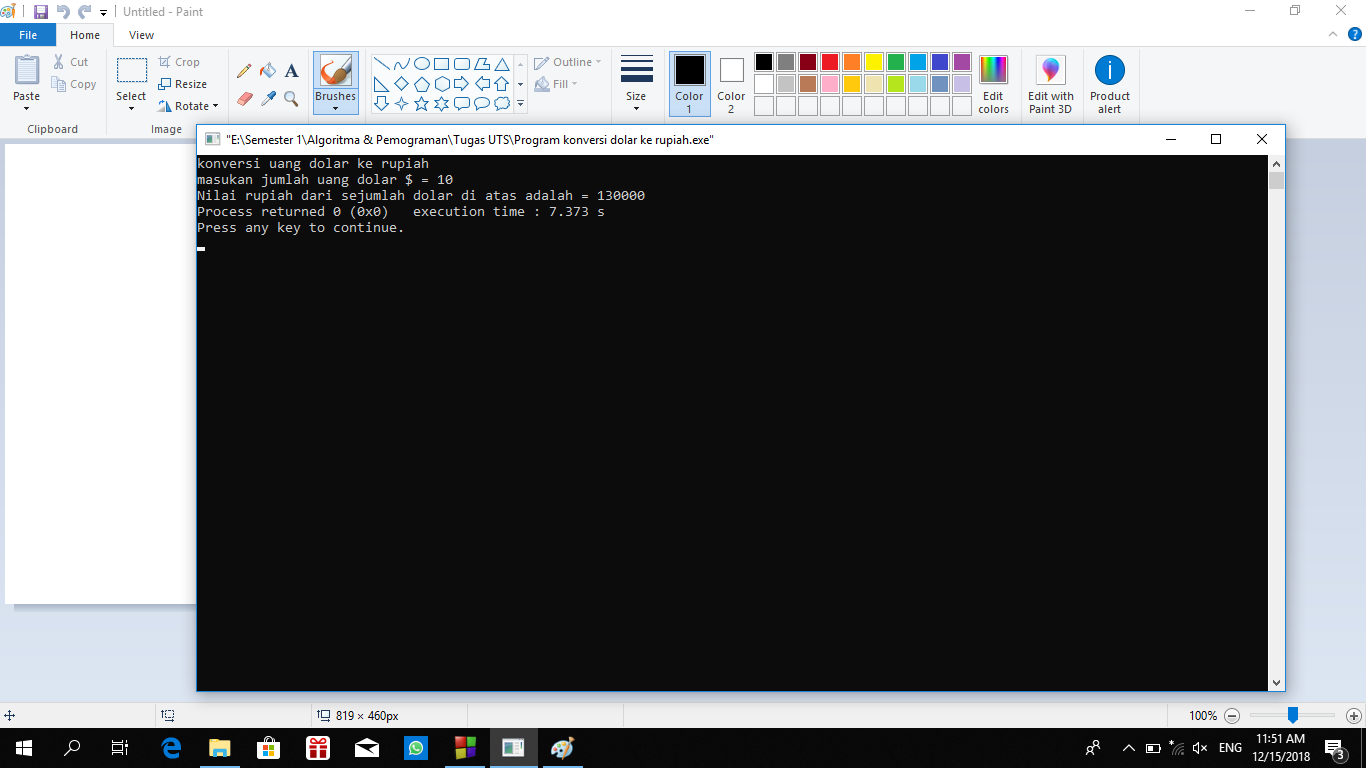 Untitled - Paint
File Home View
Paste
Cut
Copy
Clipboard
Select
Crop
Resize
Rotate
Image
A
Brushes
Outline
Fill
Size
Color
1
Color
2
Edit
colors
Edit with
Paint 3D
Product
alert
"E:\Semester 1\Algoritma & Pemograman\Tugas UTS\Program konversi dolar ke rupiah.exe"
konversi uang dolar ke rupiah
masukan jumlah uang dolar $ = 10
Nilai rupiah dari sejumlah dolar di atas adalah = 130000
Process returned 0 (0x0)   execution time : 7.373 s
Press any key to continue.
819 × 460px
100%
ENG
11:51 AM
12/15/2018
3